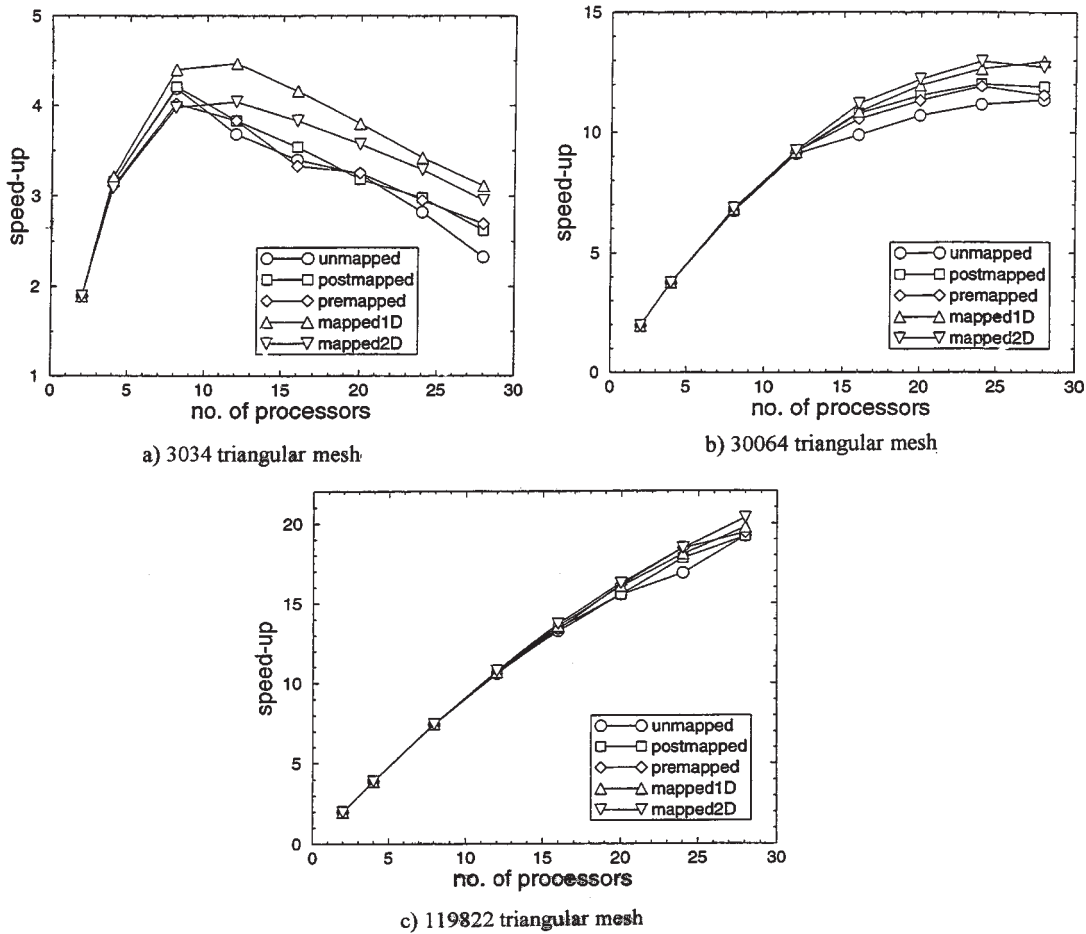 5
4
3
2
1
speed-up
unmapped
postmapped
premapped
mapped1D
mapped2D
0 5 10 15 20 25 30
no. of processors
a) 3034 triangular mesh
15
10
5
0
speed-up
unmapped
postmapped
premapped
mapped1D
mapped2D
0 5 10 15 20 25 30
no. of processors
b) 30064 triangular mesh
20
15
10
5
0
speed-up
unmapped
postmapped
premapped
mapped1D
mapped2D
0 5 10 15 20 25 30
no. of processors
c) 119822 triangular mesh